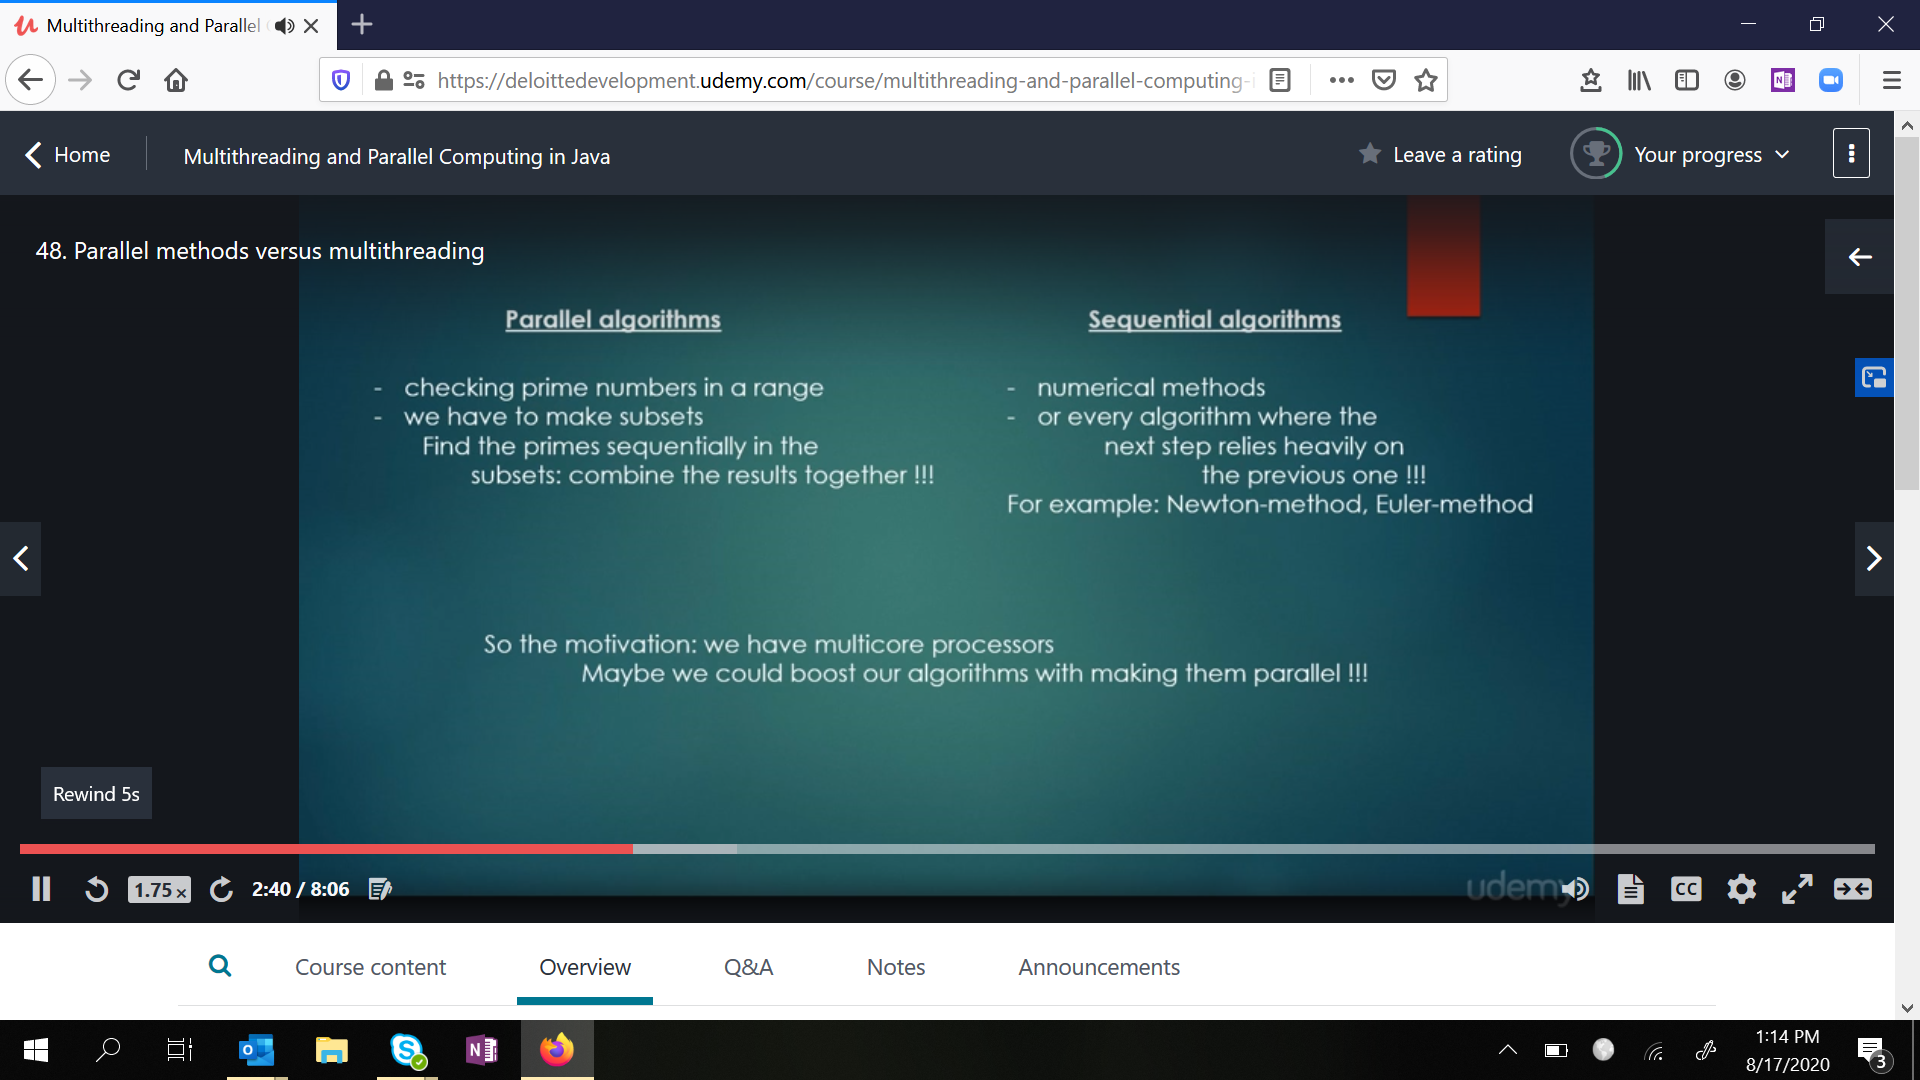 Multithreading and Parallel
https://deloittedevelopment.udemy.com/course/multithreading-and-parallel-computing-
Home
Multithreading and Parallel Computing in Java
Leave a rating
Your progress
48. Parallel methods versus multithreading
Parallel algorithms
- checking prime numbers in a range
- we have to make subsets
Find the primes sequentially in the
subsets: combine the results together !!!
Sequential algorithms
- numerical methods
- or every algorithm where the
next step relies heavily on
the previous one !!!
For example: Newton-method, Euler-method
So the motivation: we have multicore processors
Maybe we could boost our algorithms with making them parallel !!!
Rewind 5s
1.75x
2:40 / 8:06
udemy
CC
Course content
Overview
Q&A
Notes
Announcements
1:14 PM
8/17/2020
3